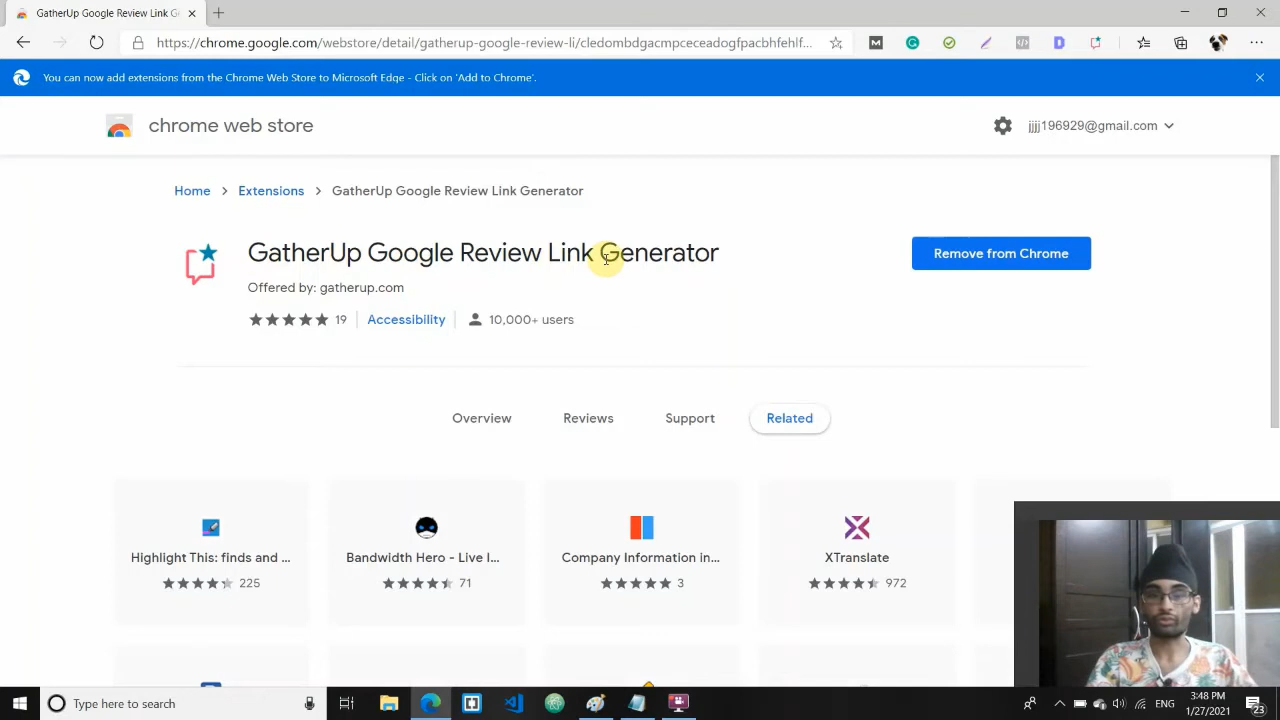 GatherUp Google Review Link G
https://chrome.google.com/webstore/detail/gatherup-google-review-li/cledombdgacmpceceadogfpacbhfehlf...
You can now add extensions from the Chrome Web Store to Microsoft Edge - Click on 'Add to Chrome'.
chrome web store
jjjj196929@gmail.com
Home > Extensions > GatherUp Google Review Link Generator
GatherUp Google Review Link Generator
Remove from Chrome
Offered by: gatherup.com
19 Accessibility 10,000+ users
Overview Reviews Support Related
Highlight This: finds and ... Bandwidth Hero - Live I... Company Information in... XTranslate
225 71 3 972
Type here to search
ENG
3:48 PM
1/27/2021
23